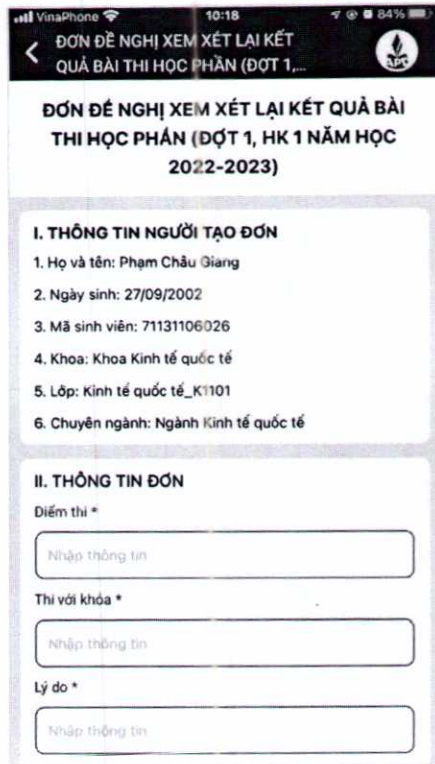 VinaPhone 10:18 84%
ĐƠN ĐỀ NGHỊ XEM XÉT LẠI KẾT
QUẢ BÀI THI HỌC PHẦN (ĐỢT 1,...
APD
ĐƠN ĐỀ NGHỊ XEM XÉT LẠI KẾT QUẢ BÀI
THI HỌC PHẦN (ĐỢT 1, HK 1 NĂM HỌC
2022-2023)
I. THÔNG TIN NGƯỜI TẠO ĐƠN
1. Họ và tên: Phạm Châu Giang
2. Ngày sinh: 27/09/2002
3. Mã sinh viên: 71131106026
4. Khoa: Khoa Kinh tế quốc tế
5. Lớp: Kinh tế quốc tế_K1101
6. Chuyên ngành: Ngành Kinh tế quốc tế
II. THÔNG TIN ĐƠN
Điểm thi *
Nhập thông tin
Thi với khóa *
Nhập thông tin
Lý do *
Nhập thông tin